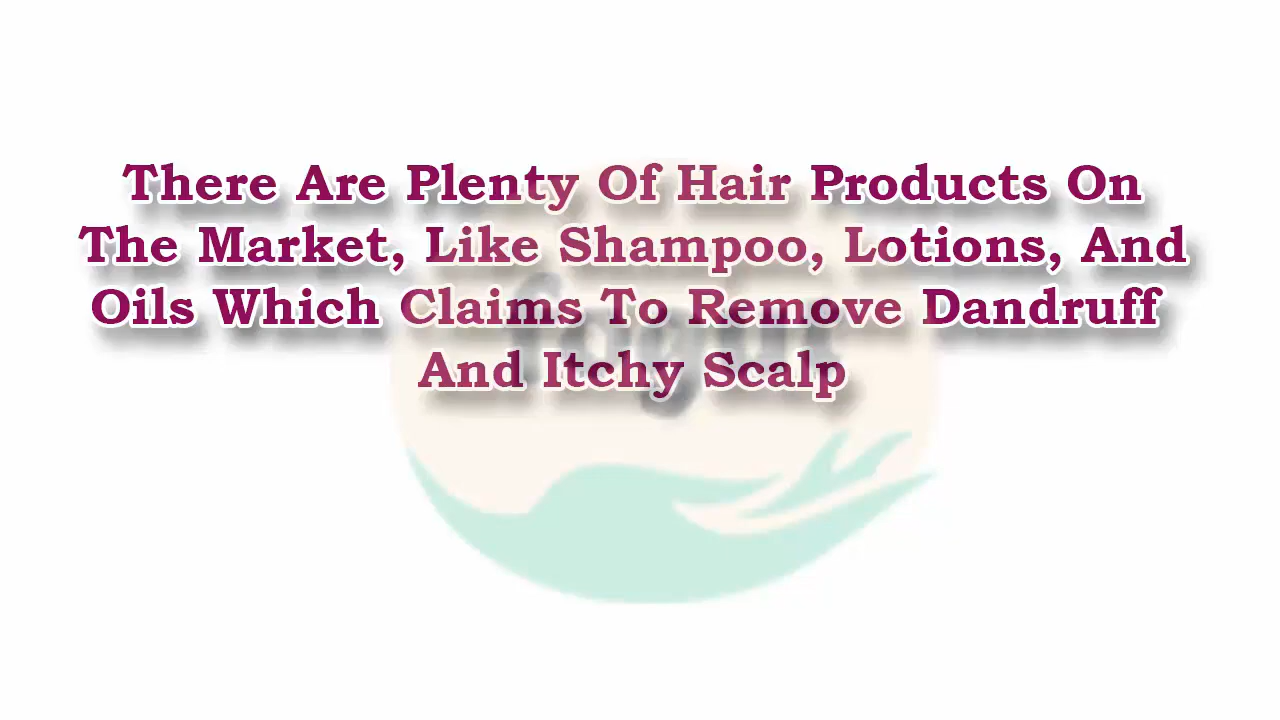 There Are Plenty Of Hair Products On
The Market, Like Shampoo, Lotions, And
Oils Which Claims To Remove Dandruff
And Itchy Scalp